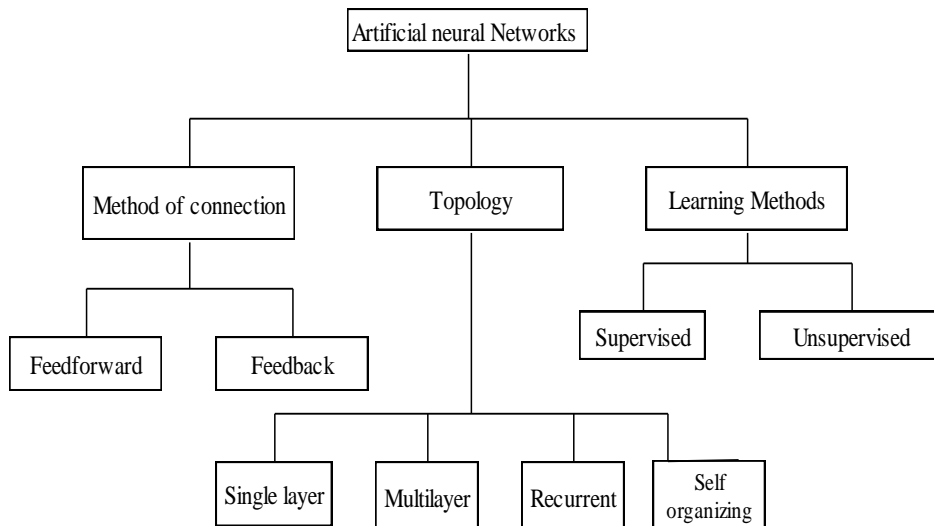 Artificial neural Networks
Method of connection
Topology
Learning Methods
Feedforward
Feedback
Supervised
Unsupervised
Single layer
Multilayer
Recurrent
Self
organizing